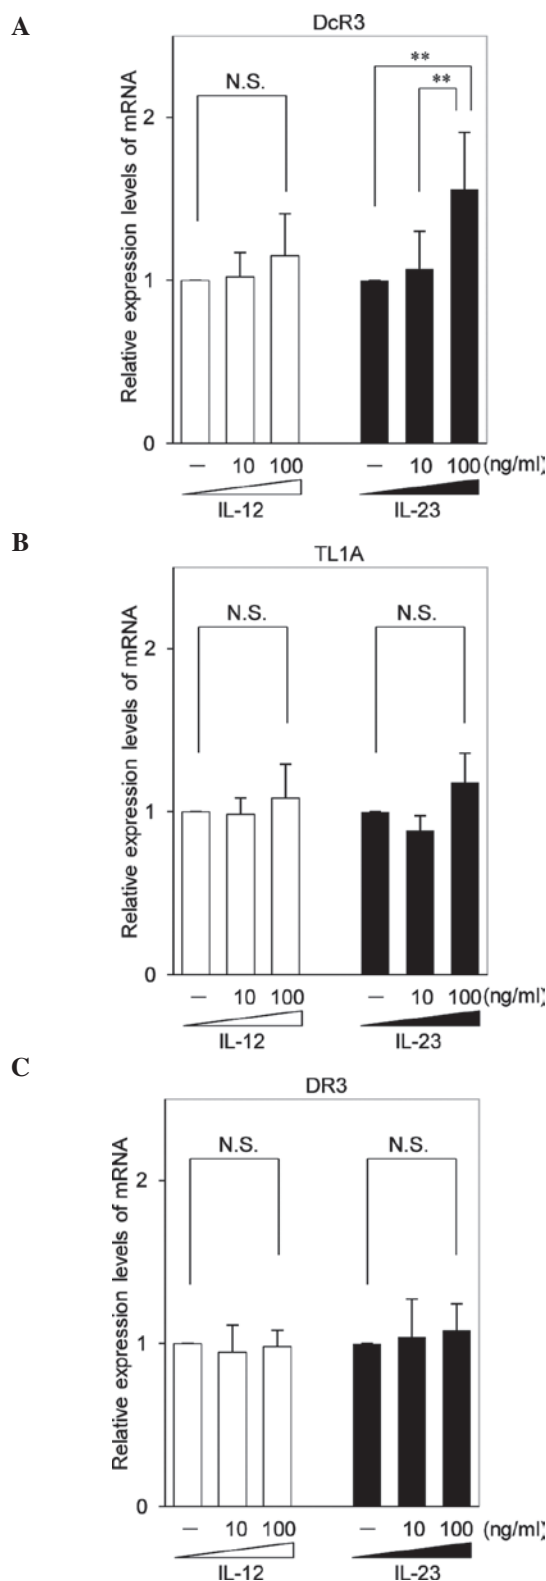 A
DcR3
Relative expression levels of mRNA
2
1
0
N.S.
**
**
— 10 100 — 10 100 (ng/ml)
IL-12 IL-23
B
TL1A
Relative expression levels of mRNA
2
1
0
N.S. N.S.
— 10 100 — 10 100 (ng/ml)
IL-12 IL-23
C
DR3
Relative expression levels of mRNA
2
1
0
N.S. N.S.
— 10 100 — 10 100 (ng/ml)
IL-12 IL-23